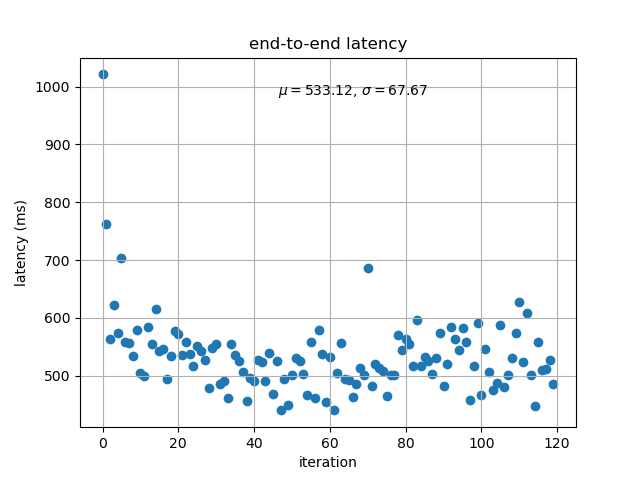 end-to-end latency
μ = 533.12, σ = 67.67
latency (ms)
1000
900
800
700
600
500
0 20 40 60 80 100 120
iteration